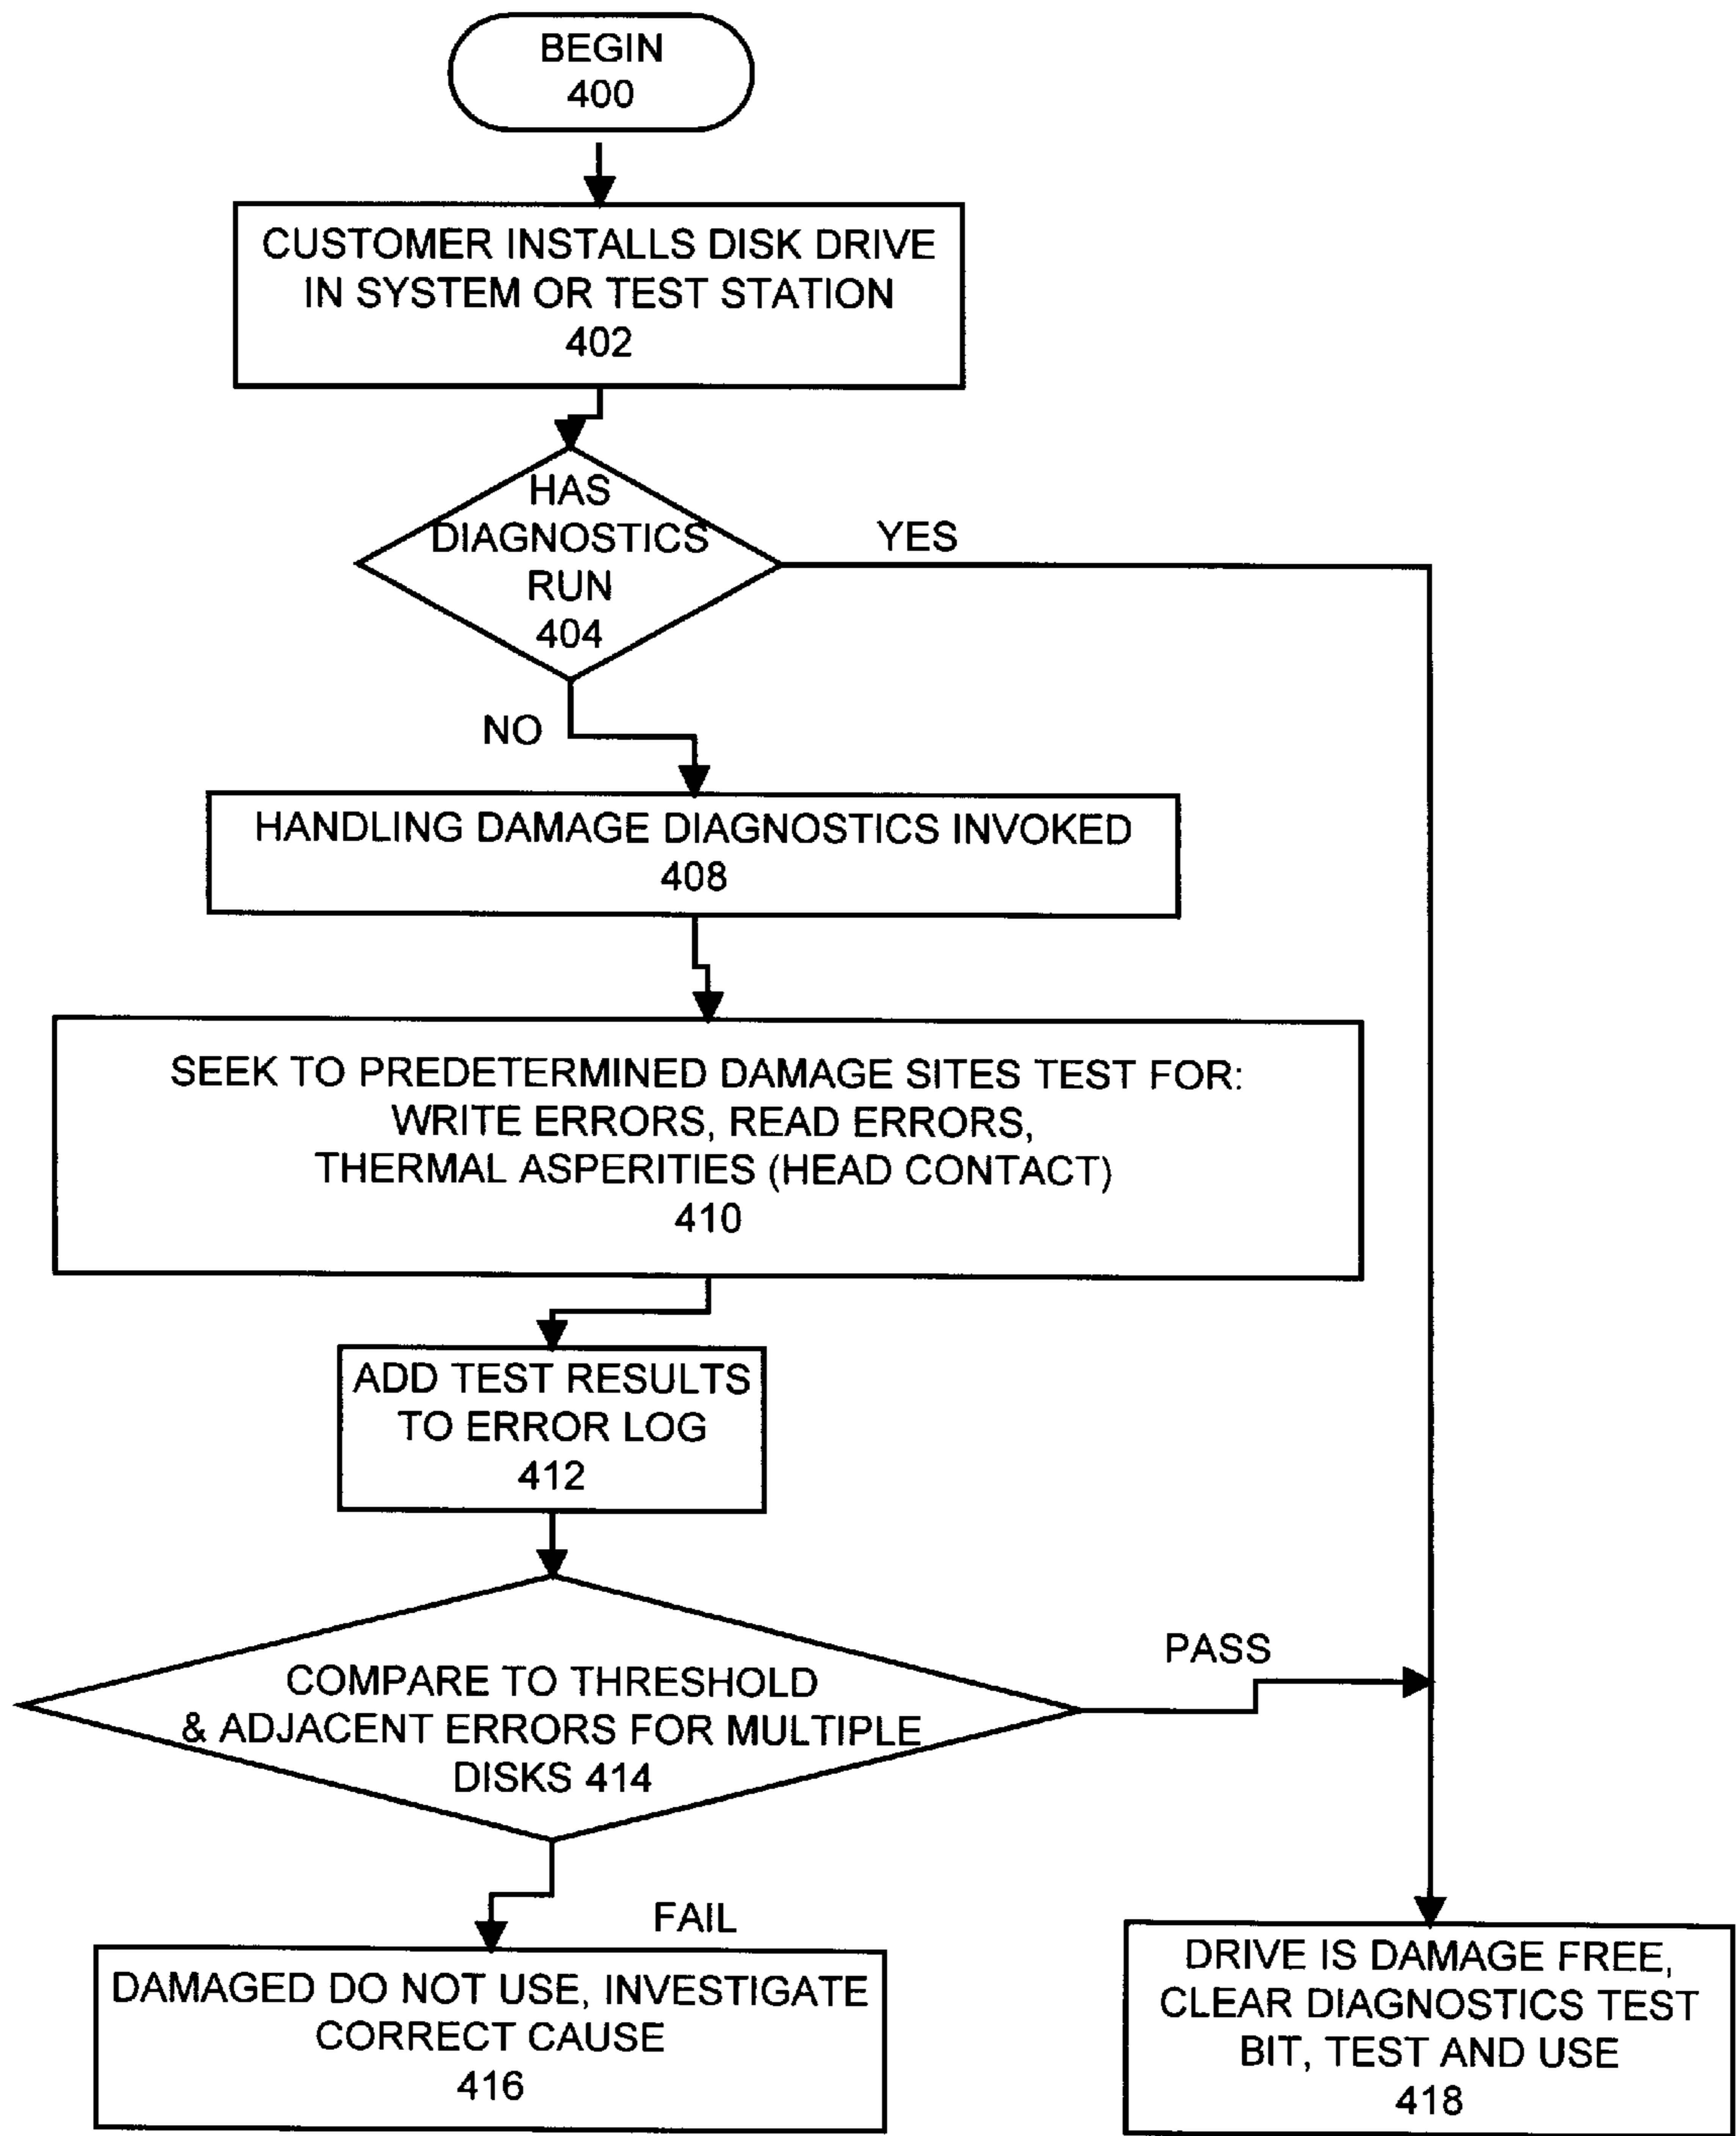 BEGIN
400
CUSTOMER INSTALLS DISK DRIVE
IN SYSTEM OR TEST STATION
402
HAS
DIAGNOSTICS
RUN
404
YES
NO
HANDLING DAMAGE DIAGNOSTICS INVOKED
408
SEEK TO PREDETERMINED DAMAGE SITES TEST FOR:
WRITE ERRORS, READ ERRORS,
THERMAL ASPERITIES (HEAD CONTACT)
410
ADD TEST RESULTS
TO ERROR LOG
412
COMPARE TO THRESHOLD
& ADJACENT ERRORS FOR MULTIPLE
DISKS 414
PASS
FAIL
DAMAGED DO NOT USE, INVESTIGATE
CORRECT CAUSE
416
DRIVE IS DAMAGE FREE,
CLEAR DIAGNOSTICS TEST
BIT, TEST AND USE
418